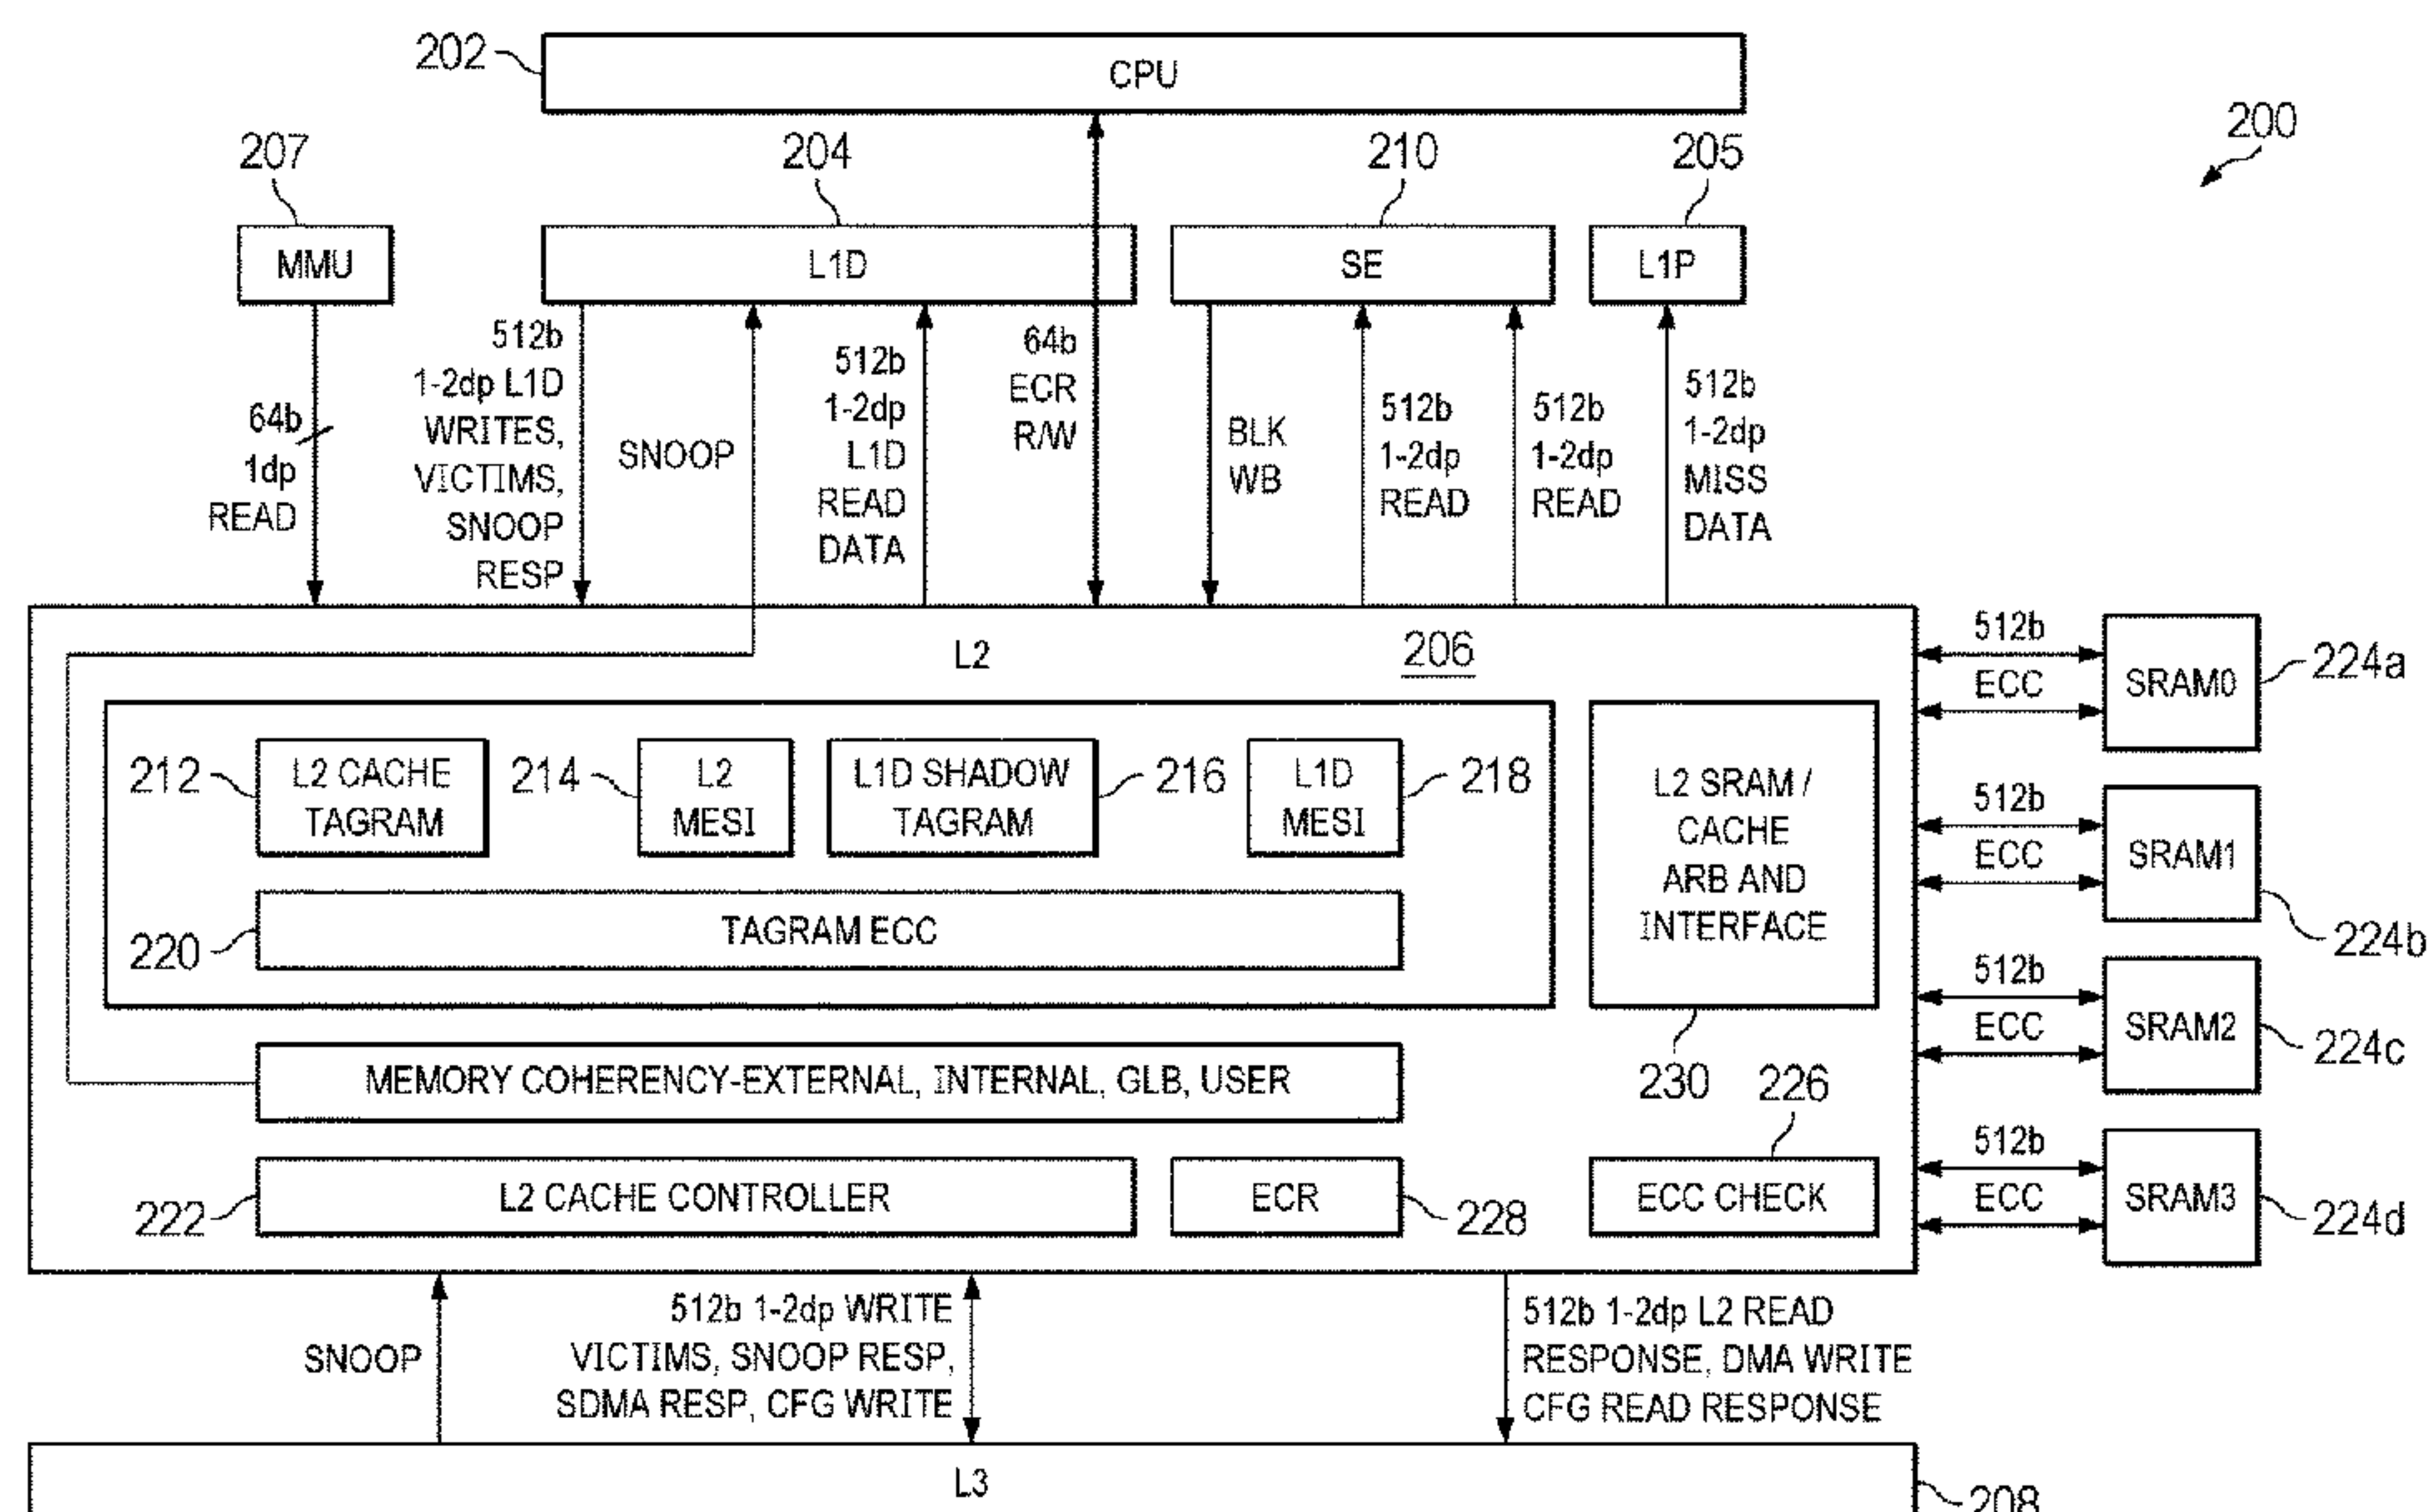 202
CPU
200
207
204
210
205
MMU
L1D
SE
L1P
64b
1dp
READ
512b
1-2dp L1D
WRITES,
VICTIMS,
SNOOP
RESP
SNOOP
512b
1-2dp
L1D
READ
DATA
64b
ECR
R/W
BLK
WB
512b
1-2dp
READ
512b
1-2dp
READ
512b
1-2dp
MISS
DATA
L2
206
212
L2 CACHE
TAGRAM
214
L2
MESI
L1D SHADOW
TAGRAM
216
L1D
MESI
218
L2 SRAM /
CACHE
ARB AND
INTERFACE
220
TAGRAM ECC
MEMORY COHERENCY-EXTERNAL, INTERNAL, GLB, USER
230
226
222
L2 CACHE CONTROLLER
ECR
228
ECC CHECK
512b
ECC
SRAM0
224a
512b
ECC
SRAM1
224b
512b
ECC
SRAM2
224c
512b
ECC
SRAM3
224d
SNOOP
512b 1-2dp WRITE
VICTIMS, SNOOP RESP,
SDMA RESP, CFG WRITE
512b 1-2dp L2 READ
RESPONSE, DMA WRITE
CFG READ RESPONSE
L3
208